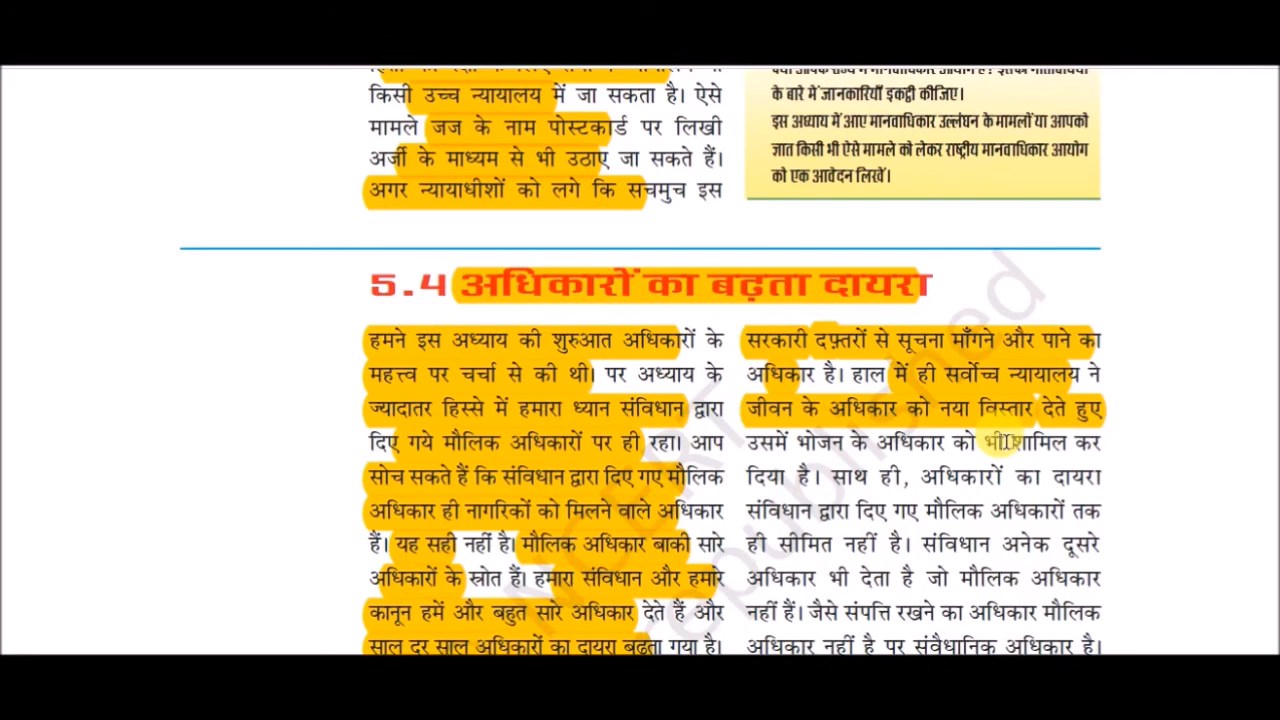 किसी उच्च न्यायालय में जा सकता है। ऐसे
मामले जज के नाम पोस्टकार्ड पर लिखी
अर्जी के माध्यम से भी उठाए जा सकते हैं।
अगर न्यायाधीशों को लगे कि सचमुच इस
के बारे में जानकारियाँ इकट्ठी कीजिए।
इस अध्याय में आए मानवाधिकार उल्लंघन के मामलों या आपको
ज्ञात किसी भी ऐसे मामले को लेकर राष्ट्रीय मानवाधिकार आयोग
को एक आवेदन लिखें।
5.4 अधिकारों का बढ़ता दायरा
हमने इस अध्याय की शुरुआत अधिकारों के
महत्त्व पर चर्चा से की थी। पर अध्याय के
ज्यादातर हिस्से में हमारा ध्यान संविधान द्वारा
दिए गये मौलिक अधिकारों पर ही रहा। आप
सोच सकते हैं कि संविधान द्वारा दिए गए मौलिक
अधिकार ही नागरिकों को मिलने वाले अधिकार
हैं। यह सही नहीं है। मौलिक अधिकार बाकी सारे
अधिकारों के स्रोत हैं। हमारा संविधान और हमारे
कानून हमें और बहुत सारे अधिकार देते हैं और
साल दर साल अधिकारों का दायरा बढ़ता गया है।
सरकारी दफ़्तरों से सूचना माँगने और पाने का
अधिकार है। हाल में ही सर्वोच्च न्यायालय ने
जीवन के अधिकार को नया विस्तार देते हुए
उसमें भोजन के अधिकार को भी शामिल कर
दिया है। साथ ही, अधिकारों का दायरा
संविधान द्वारा दिए गए मौलिक अधिकारों तक
ही सीमित नहीं है। संविधान अनेक दूसरे
अधिकार भी देता है जो मौलिक अधिकार
नहीं हैं। जैसे संपत्ति रखने का अधिकार मौलिक
अधिकार नहीं है पर संवैधानिक अधिकार है।
NCERT
republished